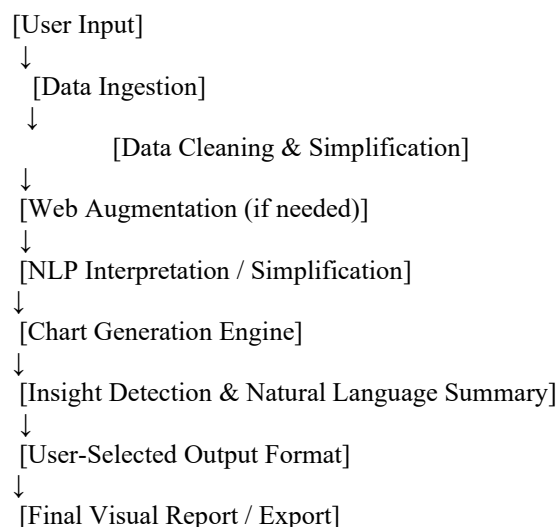 [User Input]
↓
[Data Ingestion]
↓
[Data Cleaning & Simplification]
↓
[Web Augmentation (if needed)]
↓
[NLP Interpretation / Simplification]
↓
[Chart Generation Engine]
↓
[Insight Detection & Natural Language Summary]
↓
[User-Selected Output Format]
↓
[Final Visual Report / Export]